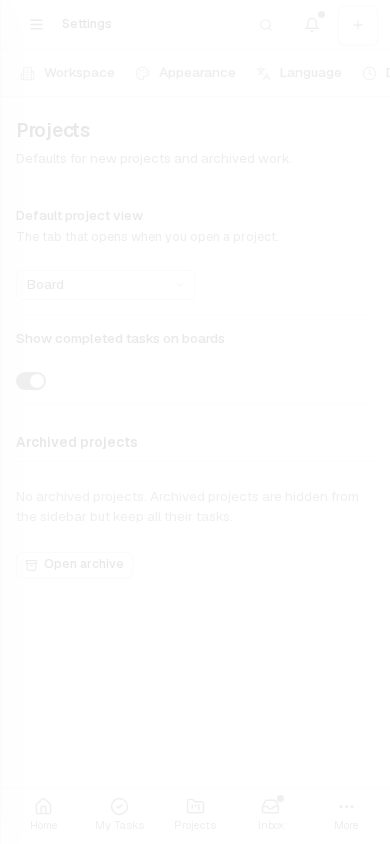 Settings
Workspace Appearance Language
Projects
Defaults for new projects and archived work.
Default project view
The tab that opens when you open a project.
Board
Show completed tasks on boards
Archived projects
No archived projects. Archived projects are hidden from
the sidebar but keep all their tasks.
Open archive
Home My Tasks Projects Inbox More